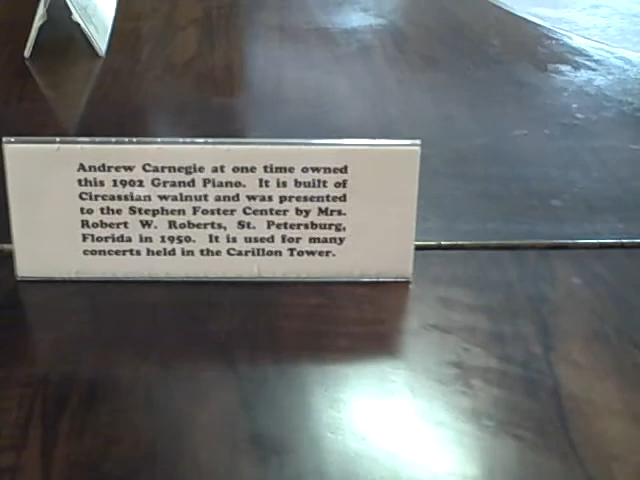 Andrew Carnegie at one time owned
this 1902 Grand Piano. It is built of
Circassian walnut and was presented
to the Stephen Foster Center by Mrs.
Robert W. Roberts, St. Petersburg,
Florida in 1950. It is used for many
concerts held in the Carillon Tower.